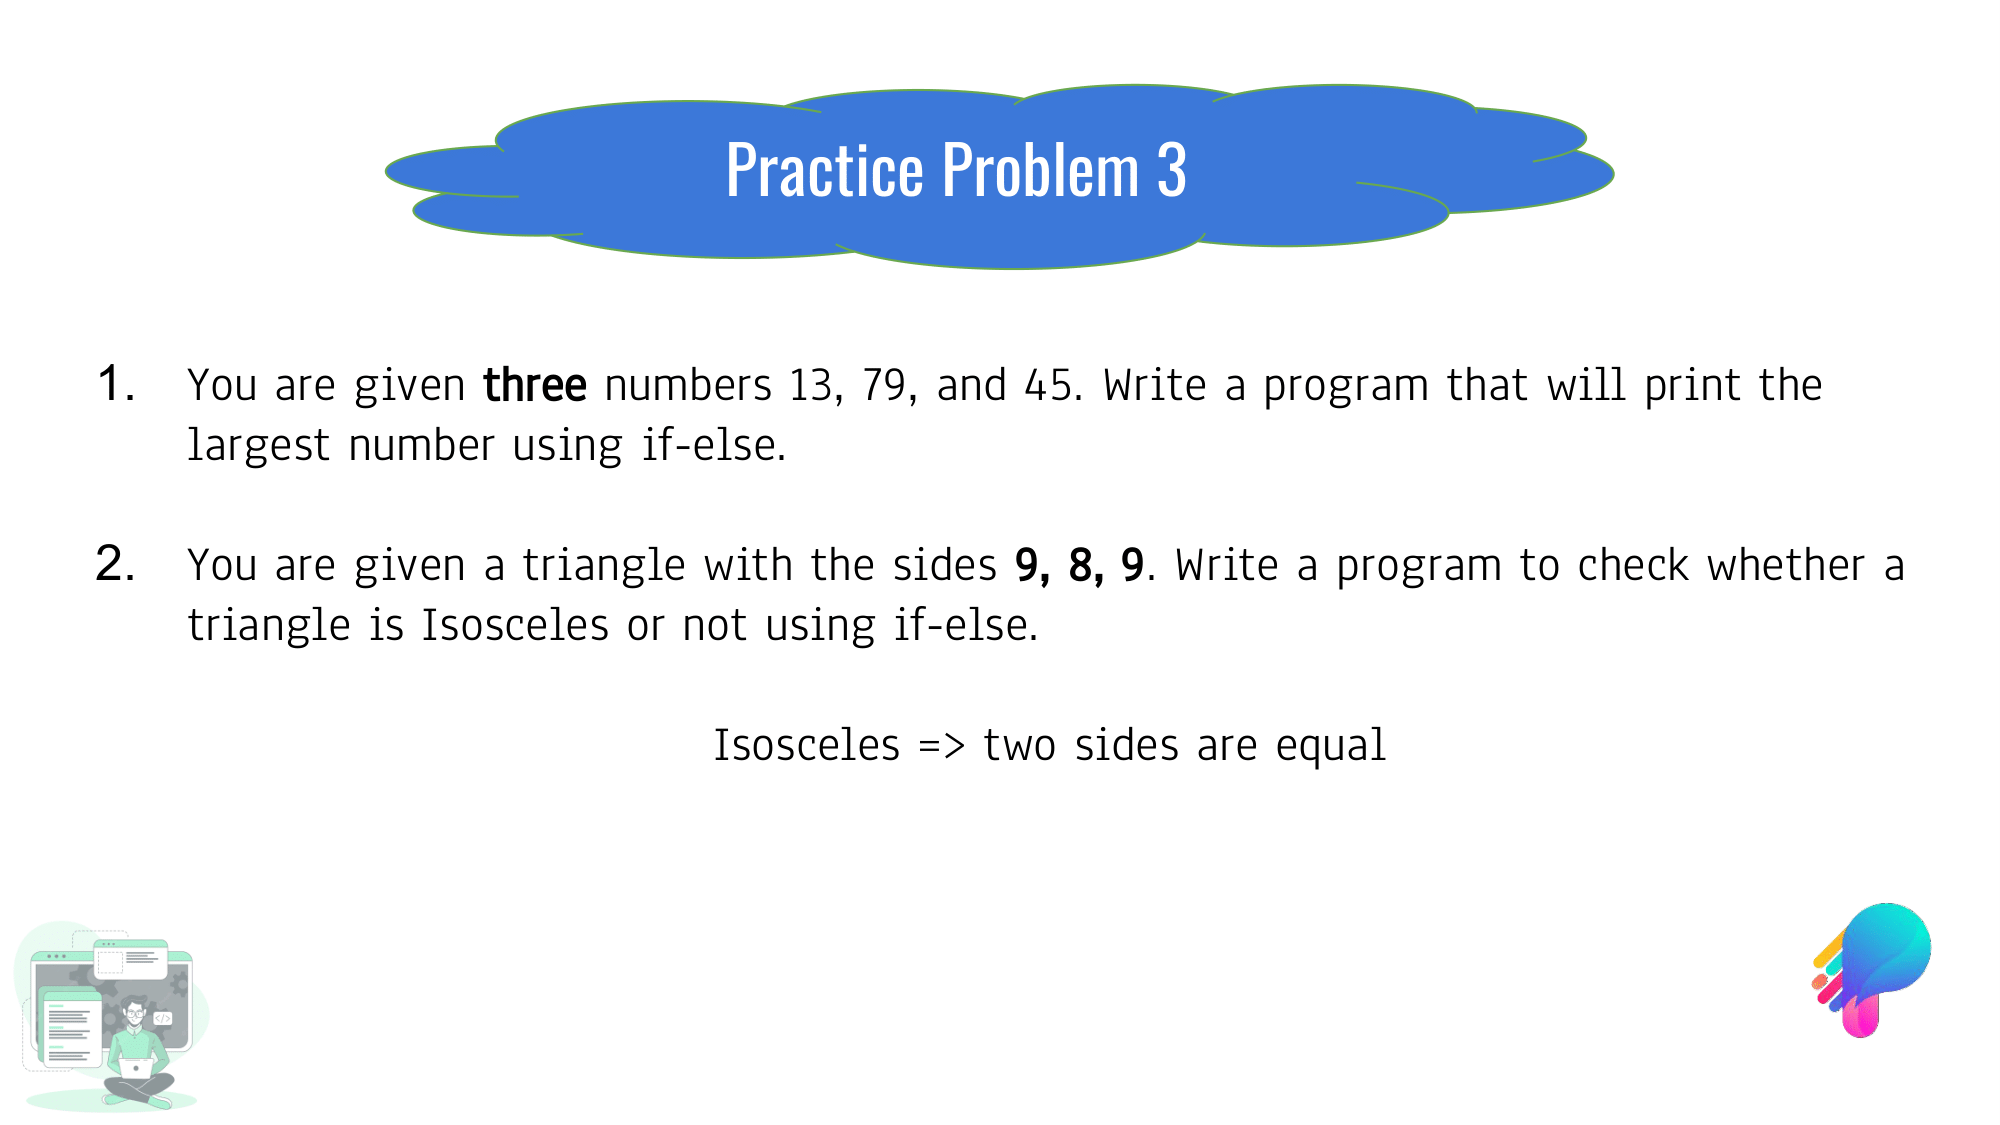 Practice Problem 3
1. You are given three numbers 13, 79, and 45. Write a program that will print the
largest number using if-else.
2. You are given a triangle with the sides 9, 8, 9. Write a program to check whether a
triangle is Isosceles or not using if-else.
Isosceles => two sides are equal